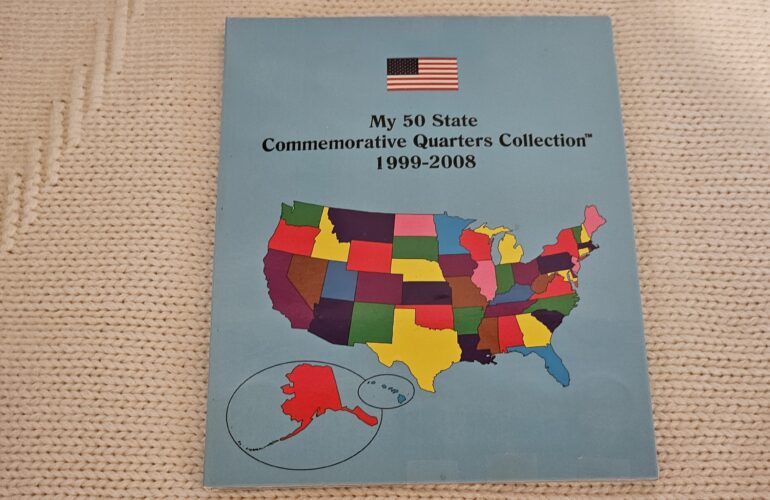 My 50 State
Commemorative Quarters Collection™
1999-2008